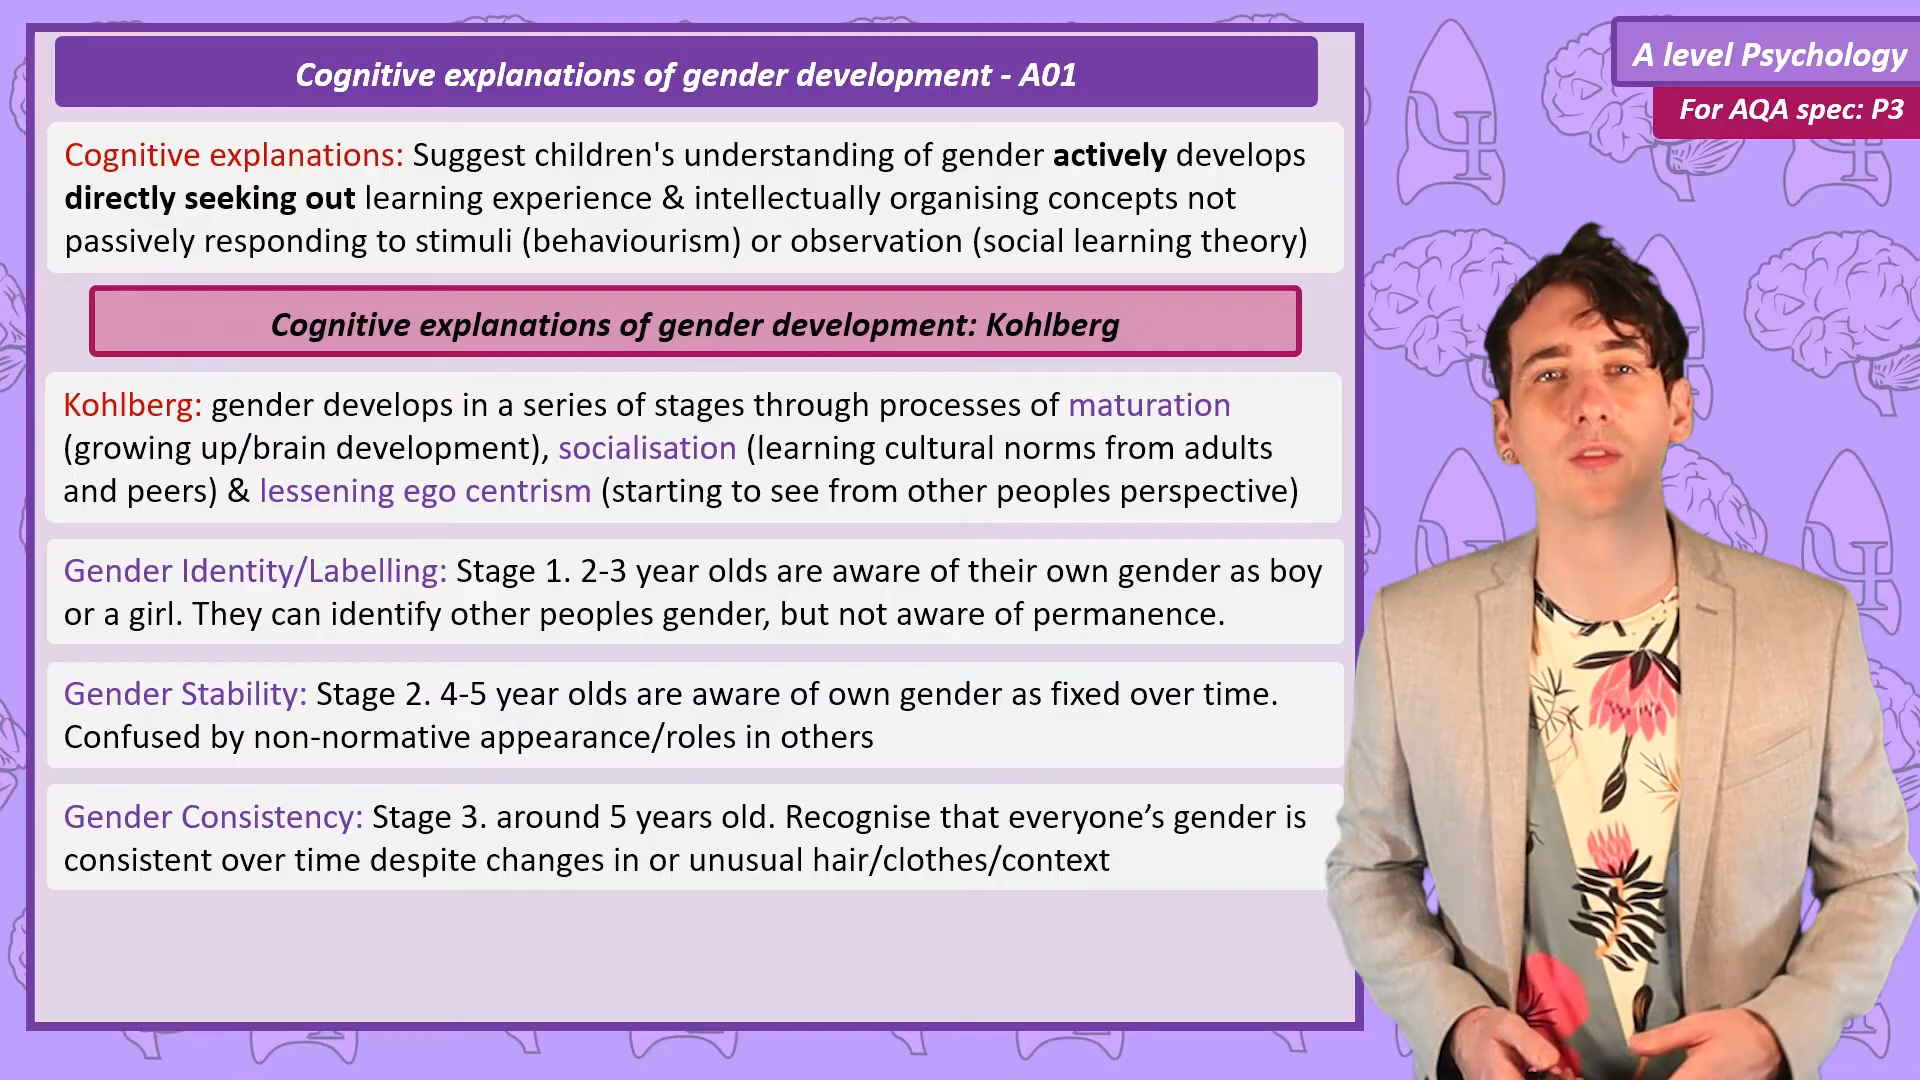 Cognitive explanations of gender development - A01
A level Psychology
For AQA spec: P3
Cognitive explanations: Suggest children's understanding of gender actively develops
directly seeking out learning experience & intellectually organising concepts not
passively responding to stimuli (behaviourism) or observation (social learning theory)
Cognitive explanations of gender development: Kohlberg
Kohlberg: gender develops in a series of stages through processes of maturation
(growing up/brain development), socialisation (learning cultural norms from adults
and peers) & lessening ego centrism (starting to see from other peoples perspective)
Gender Identity/Labelling: Stage 1. 2-3 year olds are aware of their own gender as boy
or a girl. They can identify other peoples gender, but not aware of permanence.
Gender Stability: Stage 2. 4-5 year olds are aware of own gender as fixed over time.
Confused by non-normative appearance/roles in others
Gender Consistency: Stage 3. around 5 years old. Recognise that everyone’s gender is
consistent over time despite changes in or unusual hair/clothes/context